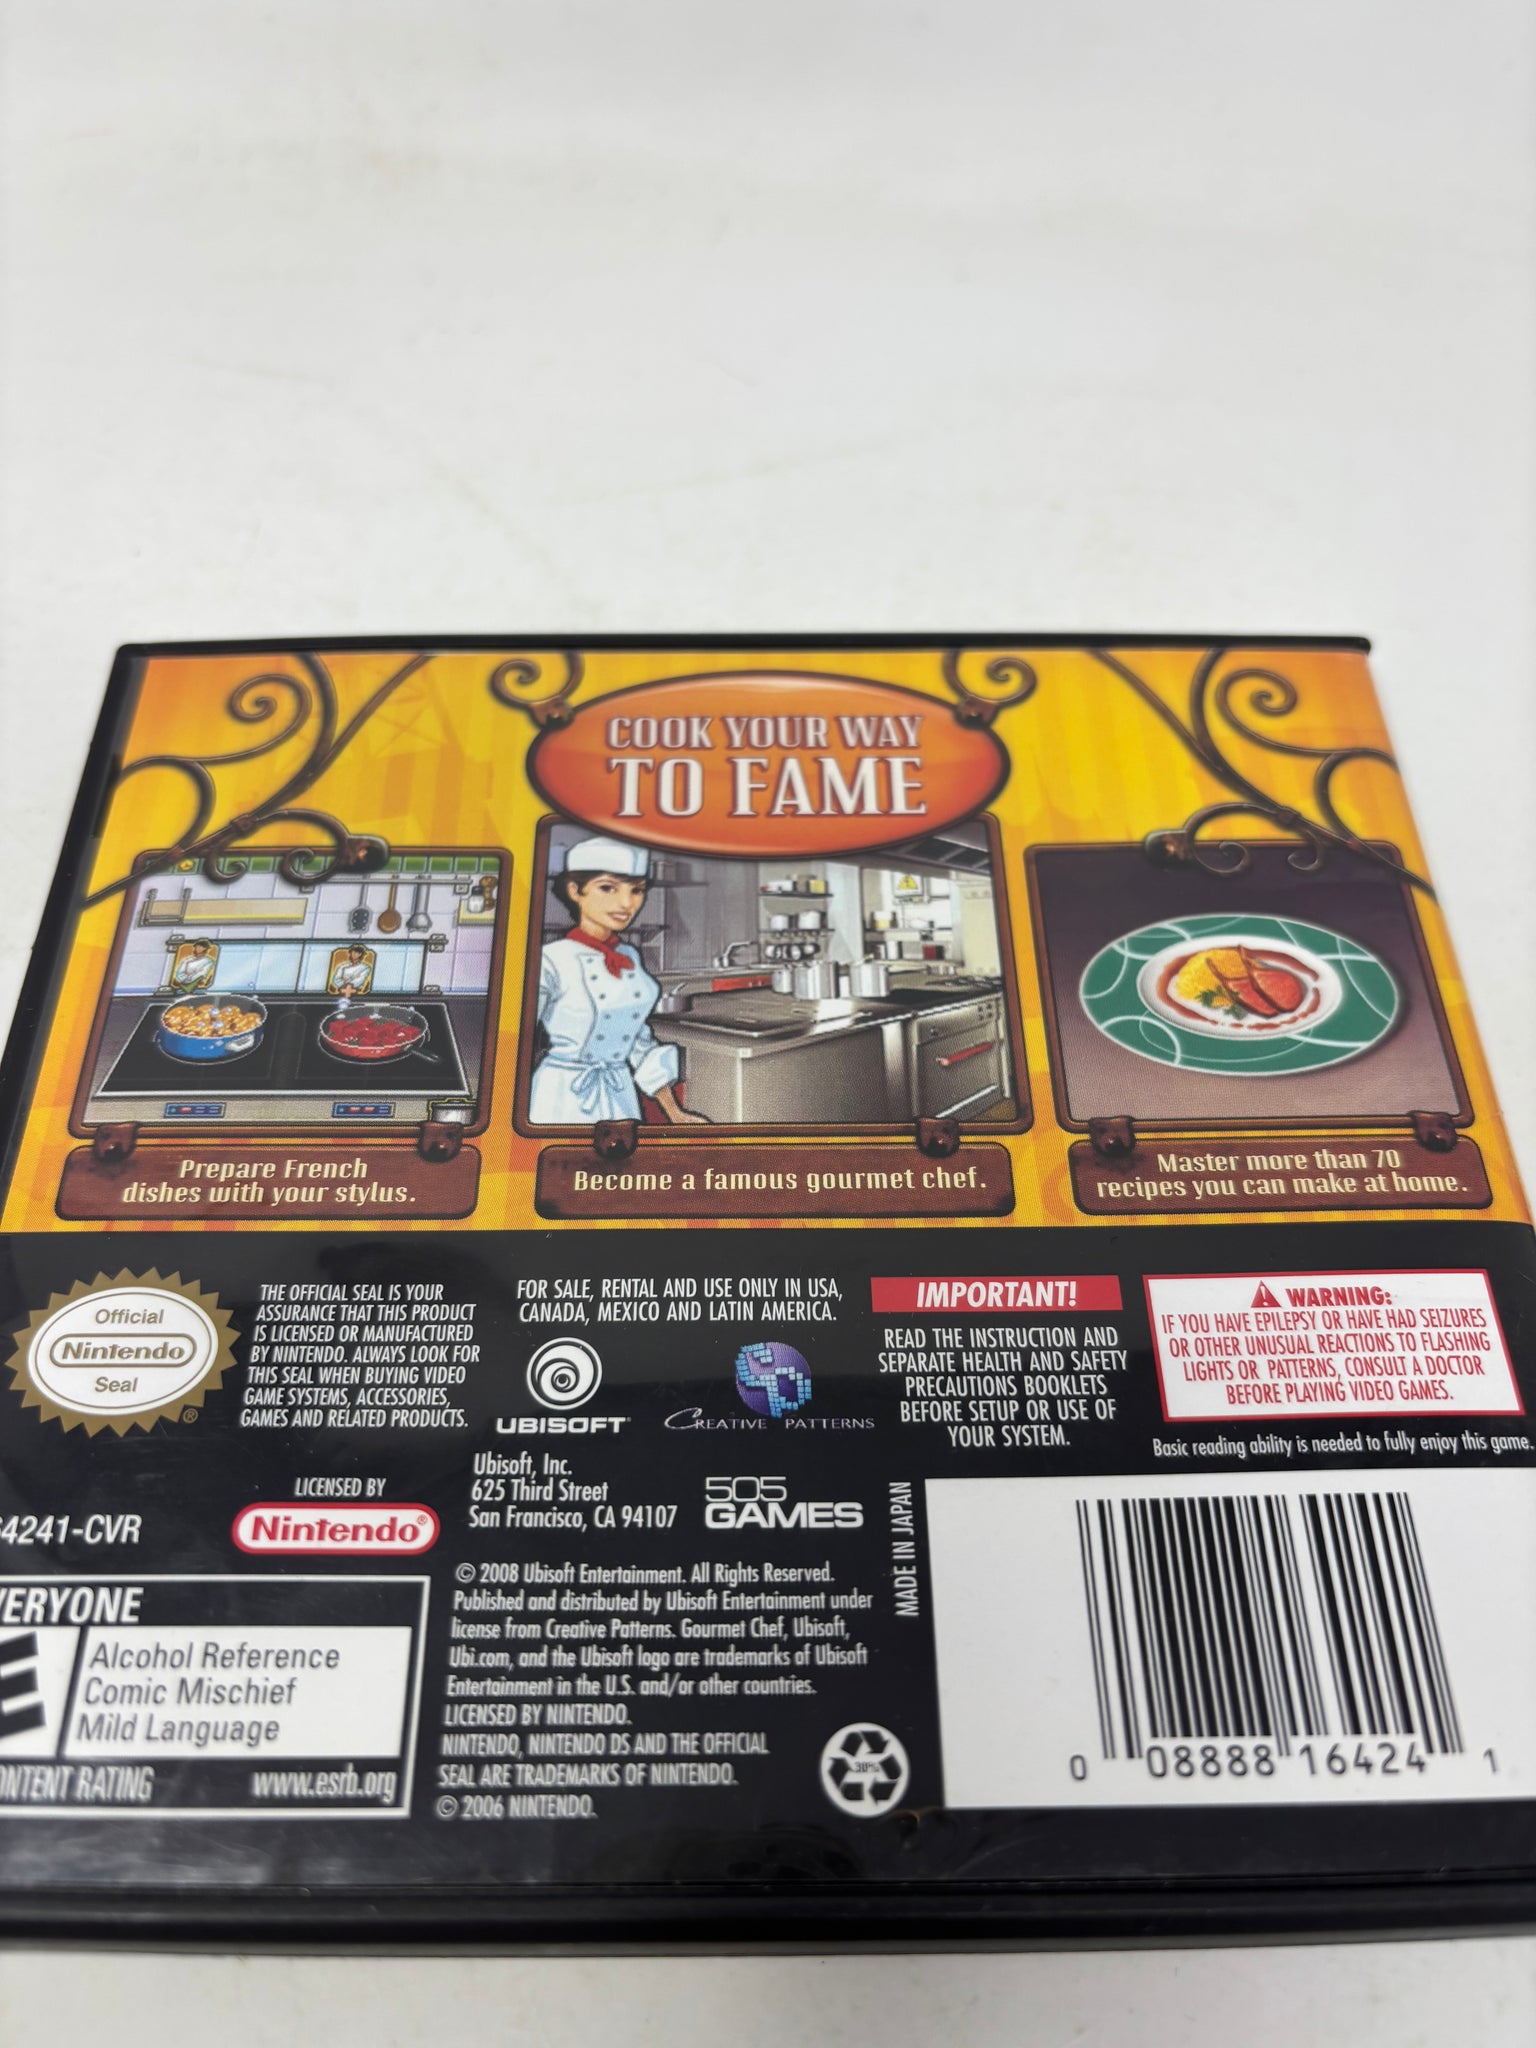 COOK YOUR WAY
TO FAME
Prepare French
dishes with your stylus.
Become a famous gourmet chef.
Master more than 70
recipes you can make at home.
Official
Nintendo
Seal
®
THE OFFICIAL SEAL IS YOUR
ASSURANCE THAT THIS PRODUCT
IS LICENSED OR MANUFACTURED
BY NINTENDO. ALWAYS LOOK FOR
THIS SEAL WHEN BUYING VIDEO
GAME SYSTEMS, ACCESSORIES,
GAMES AND RELATED PRODUCTS.
FOR SALE, RENTAL AND USE ONLY IN USA,
CANADA, MEXICO AND LATIN AMERICA.
UBISOFT
CREATIVE PATTERNS
IMPORTANT!
READ THE INSTRUCTION AND
SEPARATE HEALTH AND SAFETY
PRECAUTIONS BOOKLETS
BEFORE SETUP OR USE OF
YOUR SYSTEM.
WARNING:
IF YOU HAVE EPILEPSY OR HAVE HAD SEIZURES
OR OTHER UNUSUAL REACTIONS TO FLASHING
LIGHTS OR PATTERNS, CONSULT A DOCTOR
BEFORE PLAYING VIDEO GAMES.
Basic reading ability is needed to fully enjoy this game.
4241-CVR
LICENSED BY
Nintendo®
Ubisoft, Inc.
625 Third Street
San Francisco, CA 94107
505
GAMES
MADE IN JAPAN
VERYONE
E
Alcohol Reference
Comic Mischief
Mild Language
ONTENT RATING
www.esrb.org
© 2008 Ubisoft Entertainment. All Rights Reserved.
Published and distributed by Ubisoft Entertainment under
license from Creative Patterns. Gourmet Chef, Ubisoft,
Ubi.com, and the Ubisoft logo are trademarks of Ubisoft
Entertainment in the U.S. and/or other countries.
LICENSED BY NINTENDO.
NINTENDO, NINTENDO DS AND THE OFFICIAL
SEAL ARE TRADEMARKS OF NINTENDO.
© 2006 NINTENDO.
30%
0 08888 16424 1